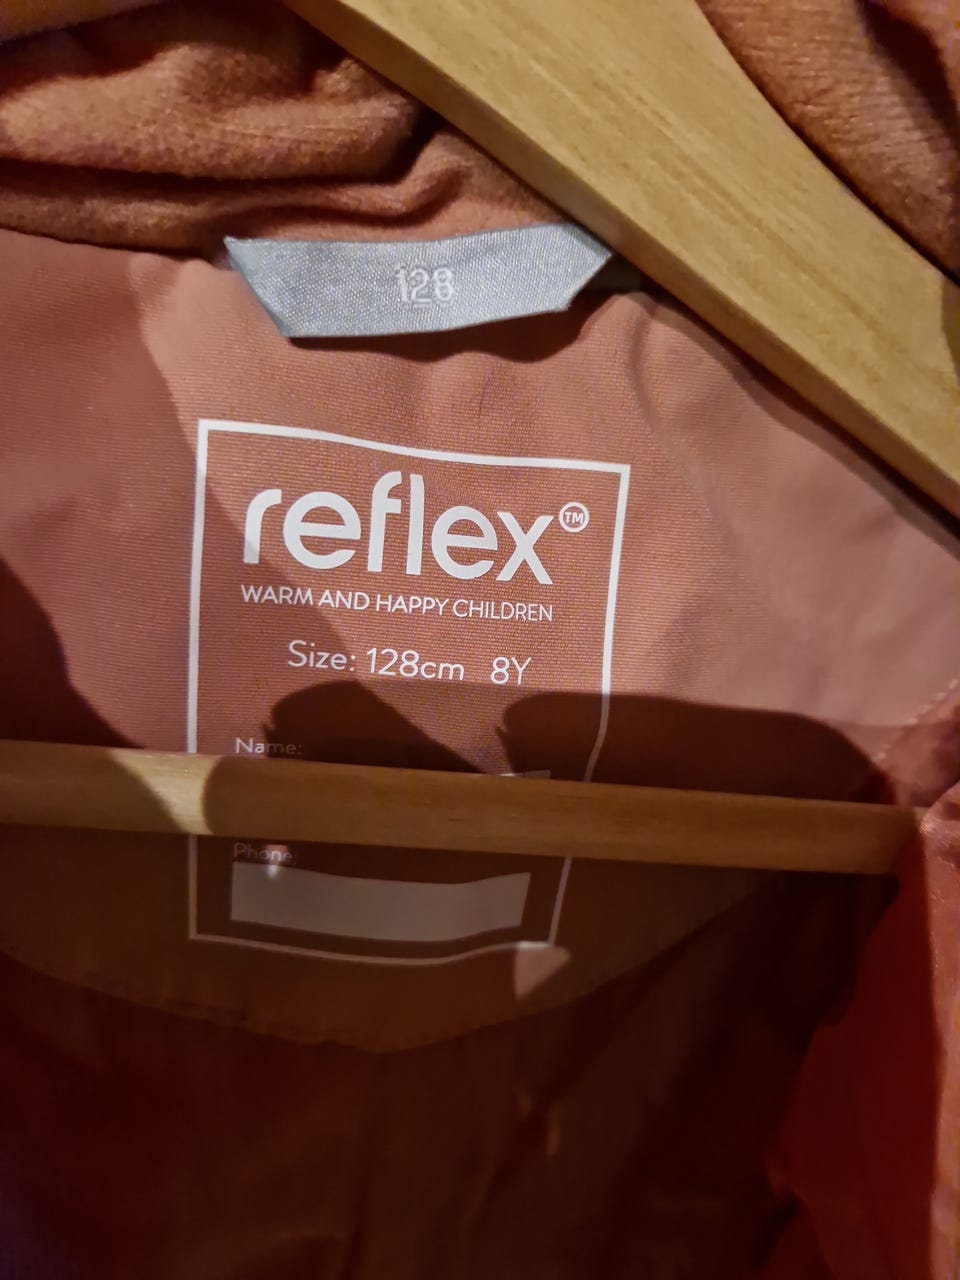 128
reflex™
WARM AND HAPPY CHILDREN
Size: 128cm 8Y
Name:
Phone: